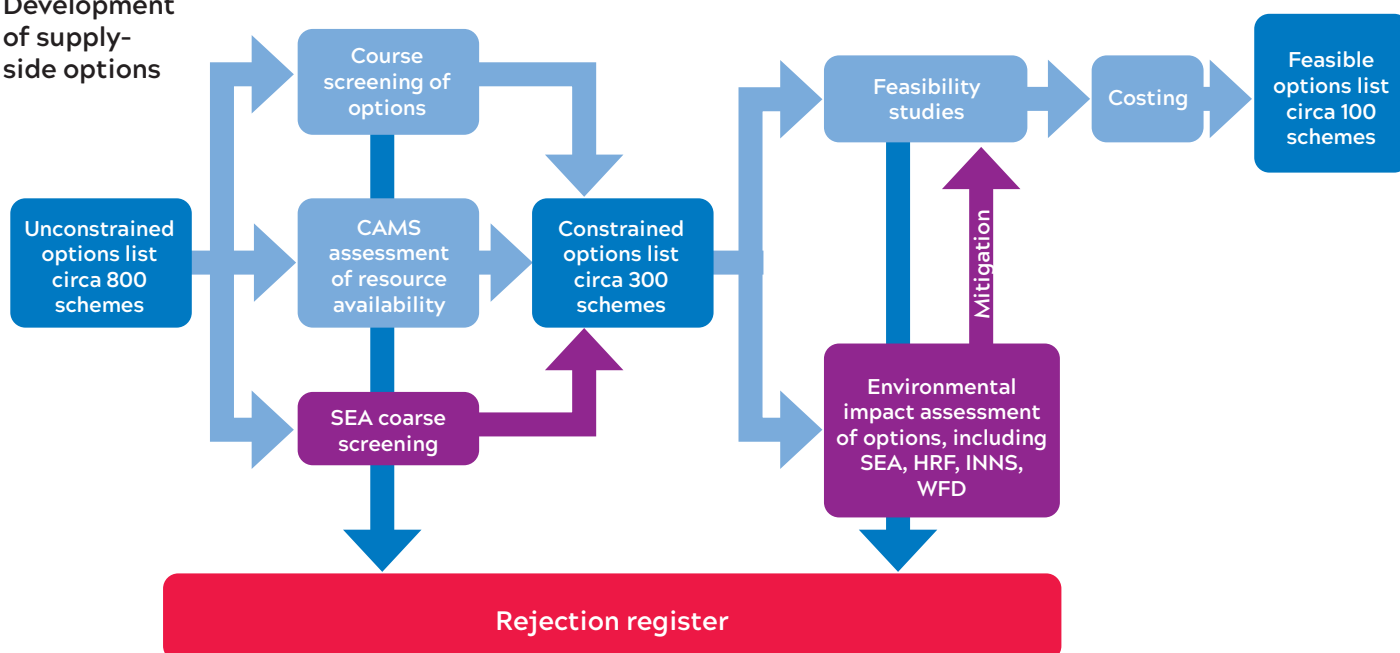 Development
of supply-
side options
Course
screening of
options
Feasibility
studies
Costing
Feasible
options list
circa 100
schemes
Unconstrained
options list
circa 800
schemes
CAMS
assessment
of resource
availability
Constrained
options list
circa 300
schemes
Mitigation
SEA coarse
screening
Environmental
impact assessment
of options, including
SEA, HRF, INNS,
WFD
Rejection register